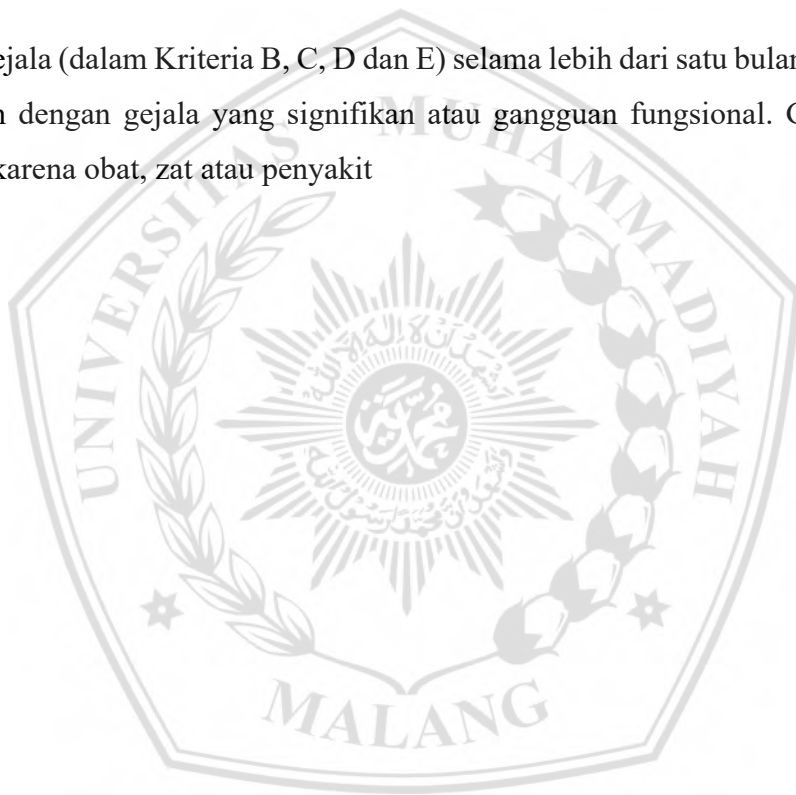 ejala (dalam Kriteria B, C, D dan E) selama lebih dari satu bulan
n dengan gejala yang signifikan atau gangguan fungsional. G
karena obat, zat atau penyakit
UNIVERSITAS MUHAMMADIYAH
MALANG